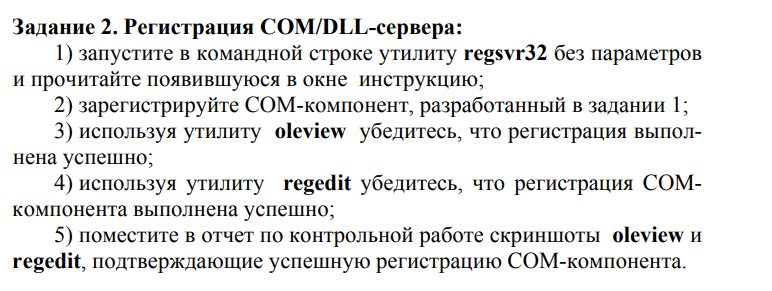 Задание 2. Регистрация COM/DLL-сервера:
1) запустите в командной строке утилиту regsvr32 без параметров
и прочитайте появившуюся в окне инструкцию;
2) зарегистрируйте COM-компонент, разработанный в задании 1;
3) используя утилиту oleview убедитесь, что регистрация выпол-
нена успешно;
4) используя утилиту regedit убедитесь, что регистрация COM-
компонента выполнена успешно;
5) поместите в отчет по контрольной работе скриншоты oleview и
regedit, подтверждающие успешную регистрацию COM-компонента.